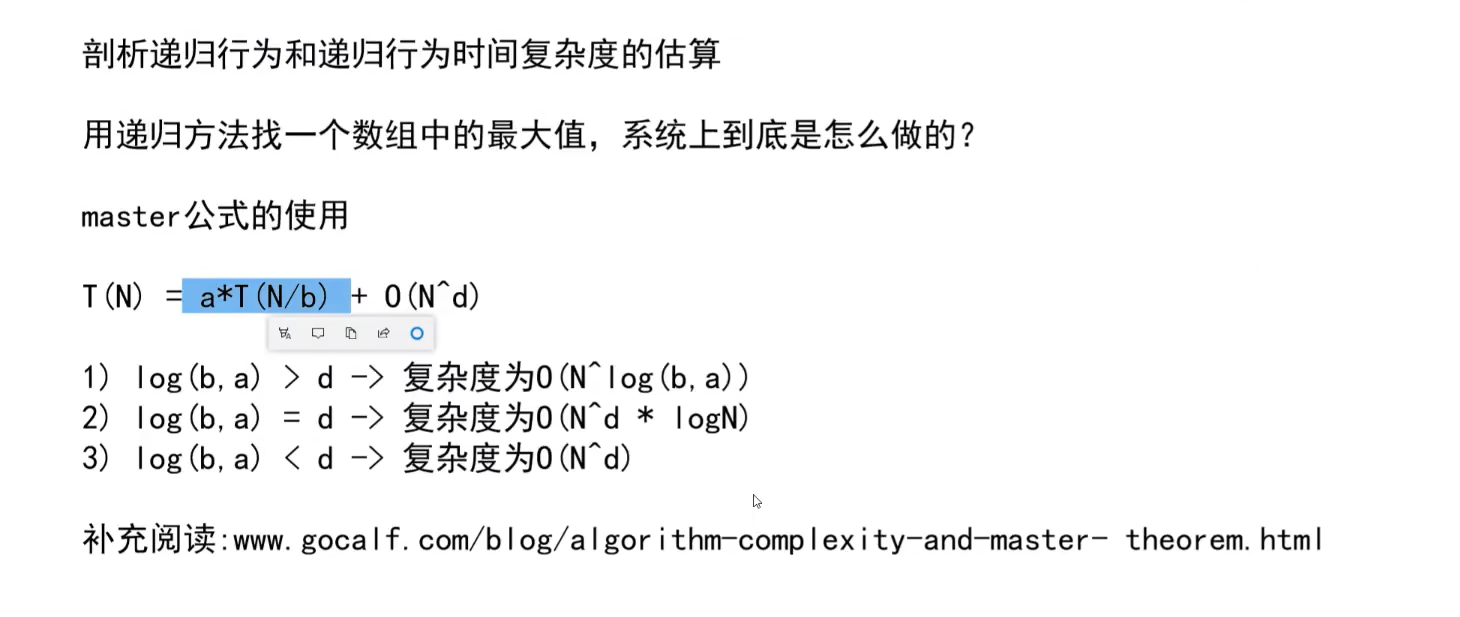 剖析递归行为和递归行为时间复杂度的估算
用递归方法找一个数组中的最大值，系统上到底是怎么做的？
master公式的使用
T(N) = a*T(N/b) + O(N^d)
1) log(b,a) > d -> 复杂度为O(N^log(b,a))
2) log(b,a) = d -> 复杂度为O(N^d * logN)
3) log(b,a) < d -> 复杂度为O(N^d)
补充阅读:www.gocalf.com/blog/algorithm-complexity-and-master- theorem.html